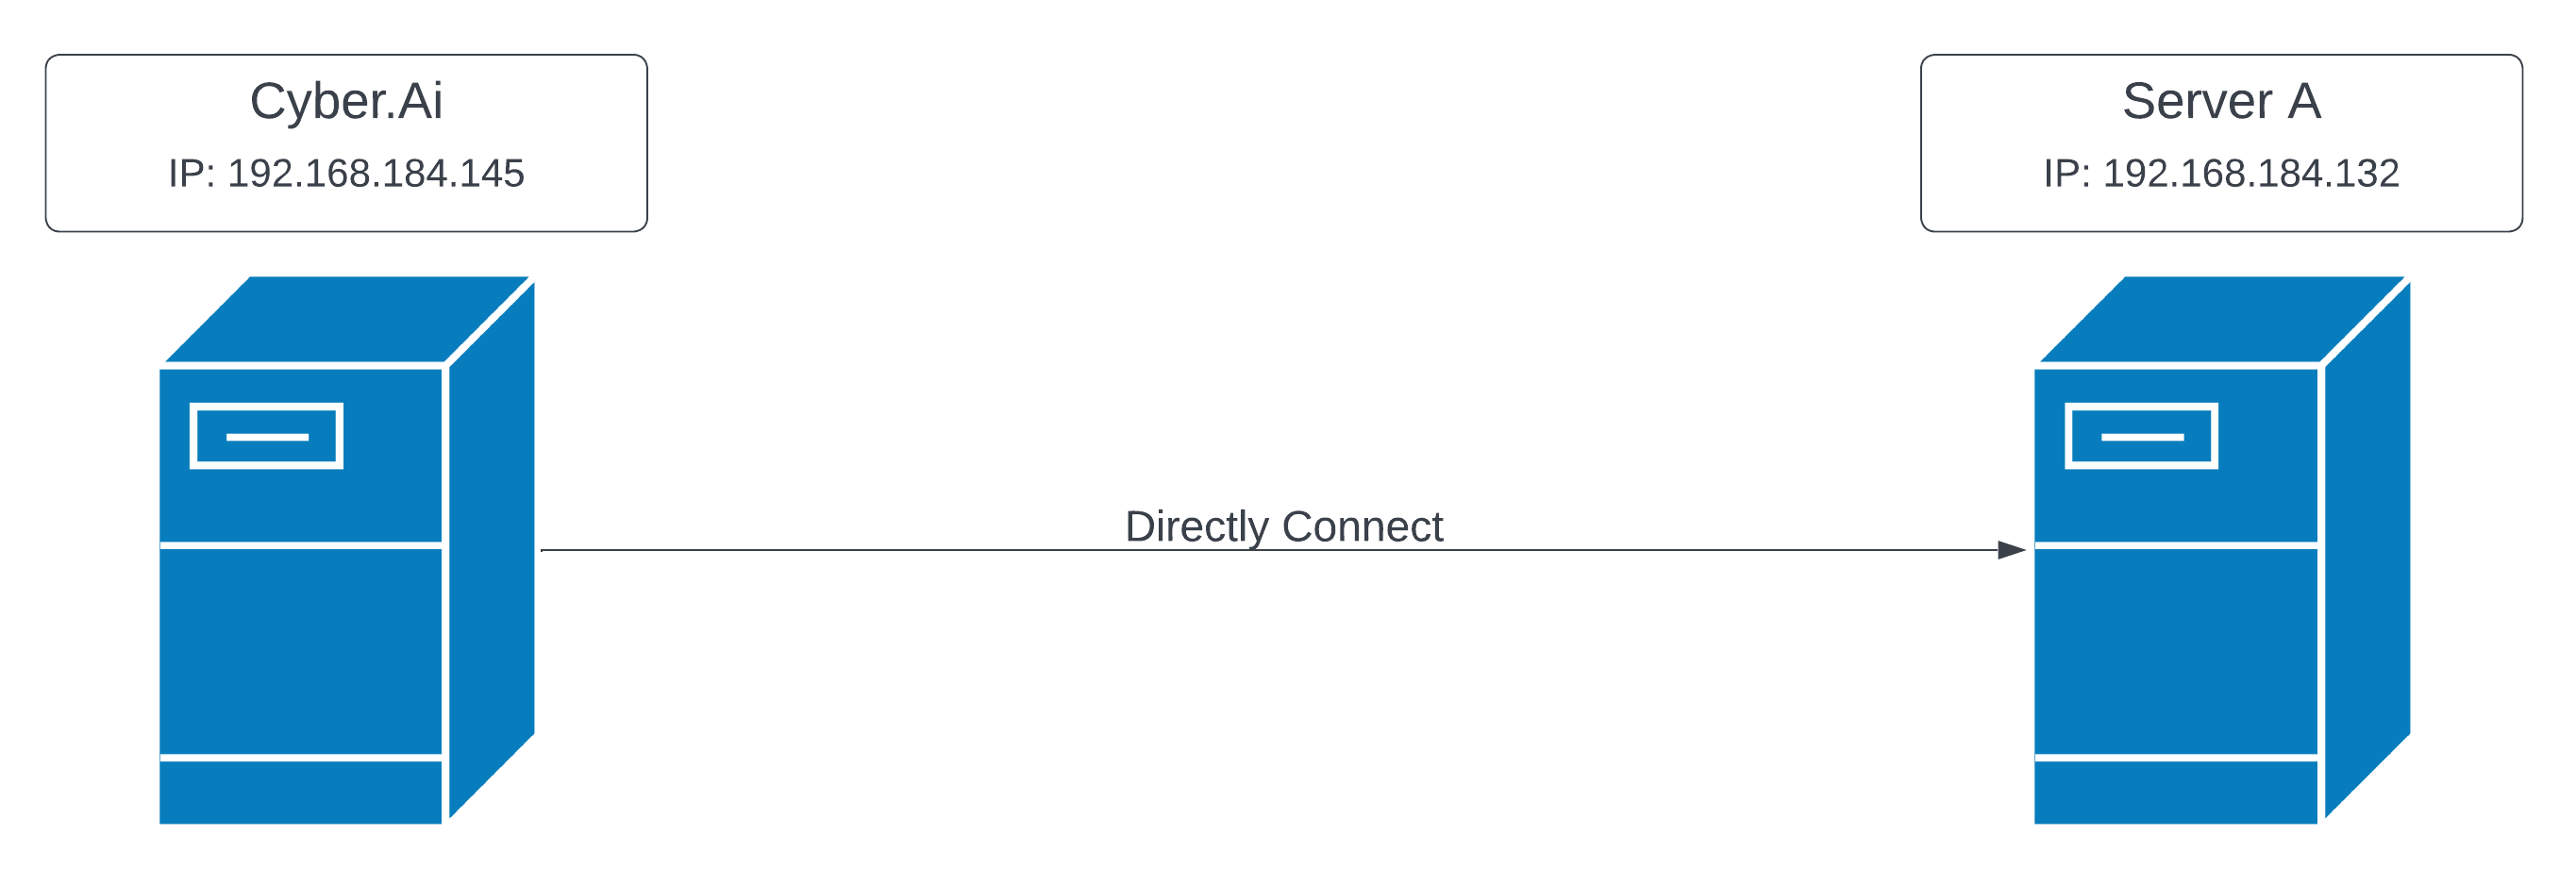 Cyber.Ai
IP: 192.168.184.145
Server A
IP: 192.168.184.132
Directly Connect